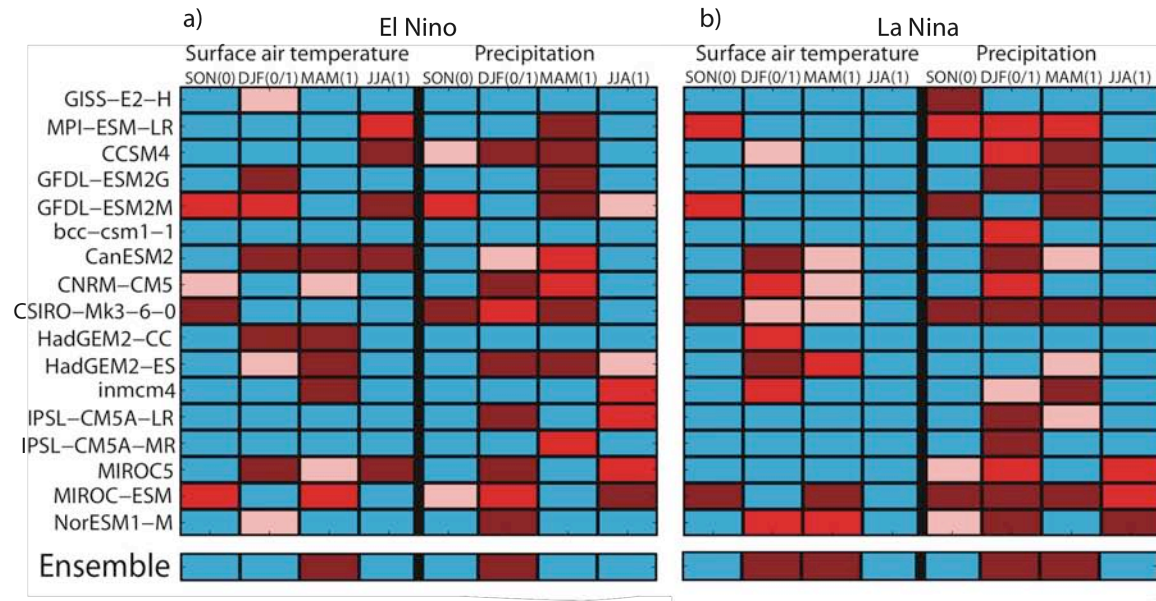 a)
El Nino
b)
La Nina
Surface air temperature Precipitation Surface air temperature Precipitation
SON(0) DJF(0/1) MAM(1) JJA(1) SON(0) DJF(0/1) MAM(1) JJA(1) SON(0) DJF(0/1) MAM(1) JJA(1) SON(0) DJF(0/1) MAM(1) JJA(1)
GISS-E2-H
MPI-ESM-LR
CCSM4
GFDL-ESM2G
GFDL-ESM2M
bcc-csm1-1
CanESM2
CNRM-CM5
CSIRO-Mk3-6-0
HadGEM2-CC
HadGEM2-ES
inmcm4
IPSL-CM5A-LR
IPSL-CM5A-MR
MIROC5
MIROC-ESM
NorESM1-M
Ensemble